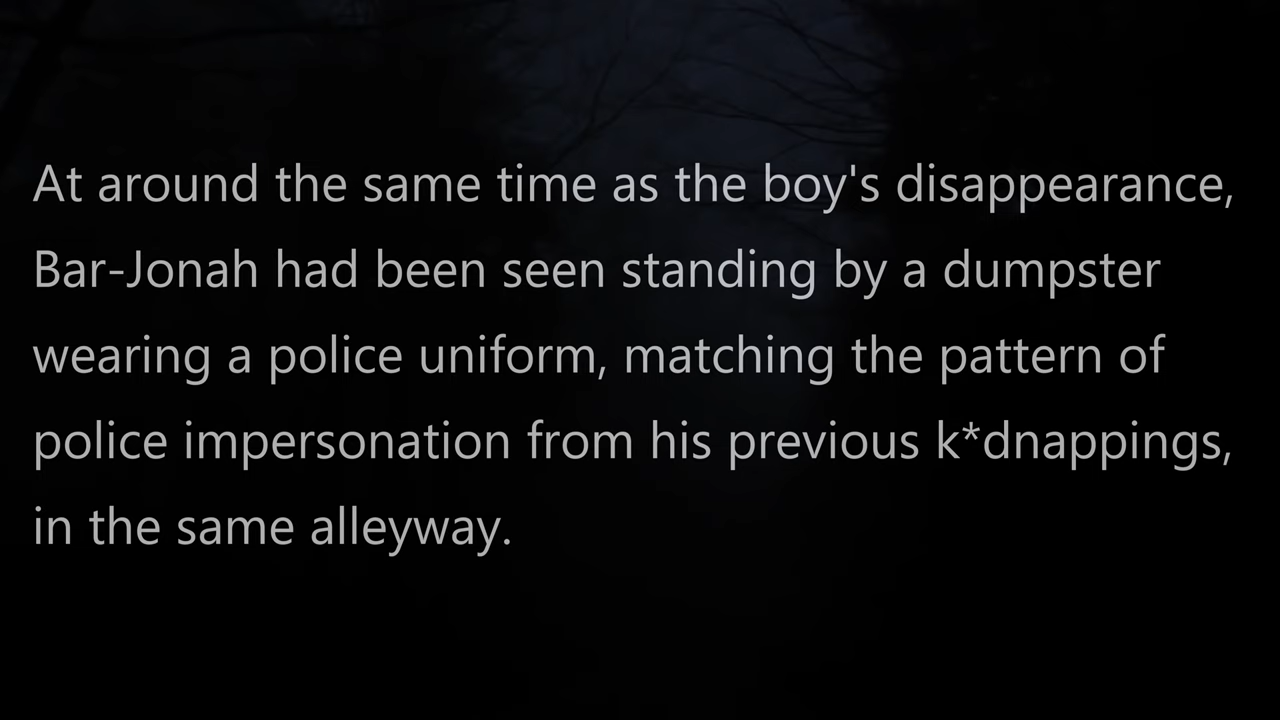 At around the same time as the boy's disappearance,
Bar-Jonah had been seen standing by a dumpster
wearing a police uniform, matching the pattern of
police impersonation from his previous k*dnappings,
in the same alleyway.